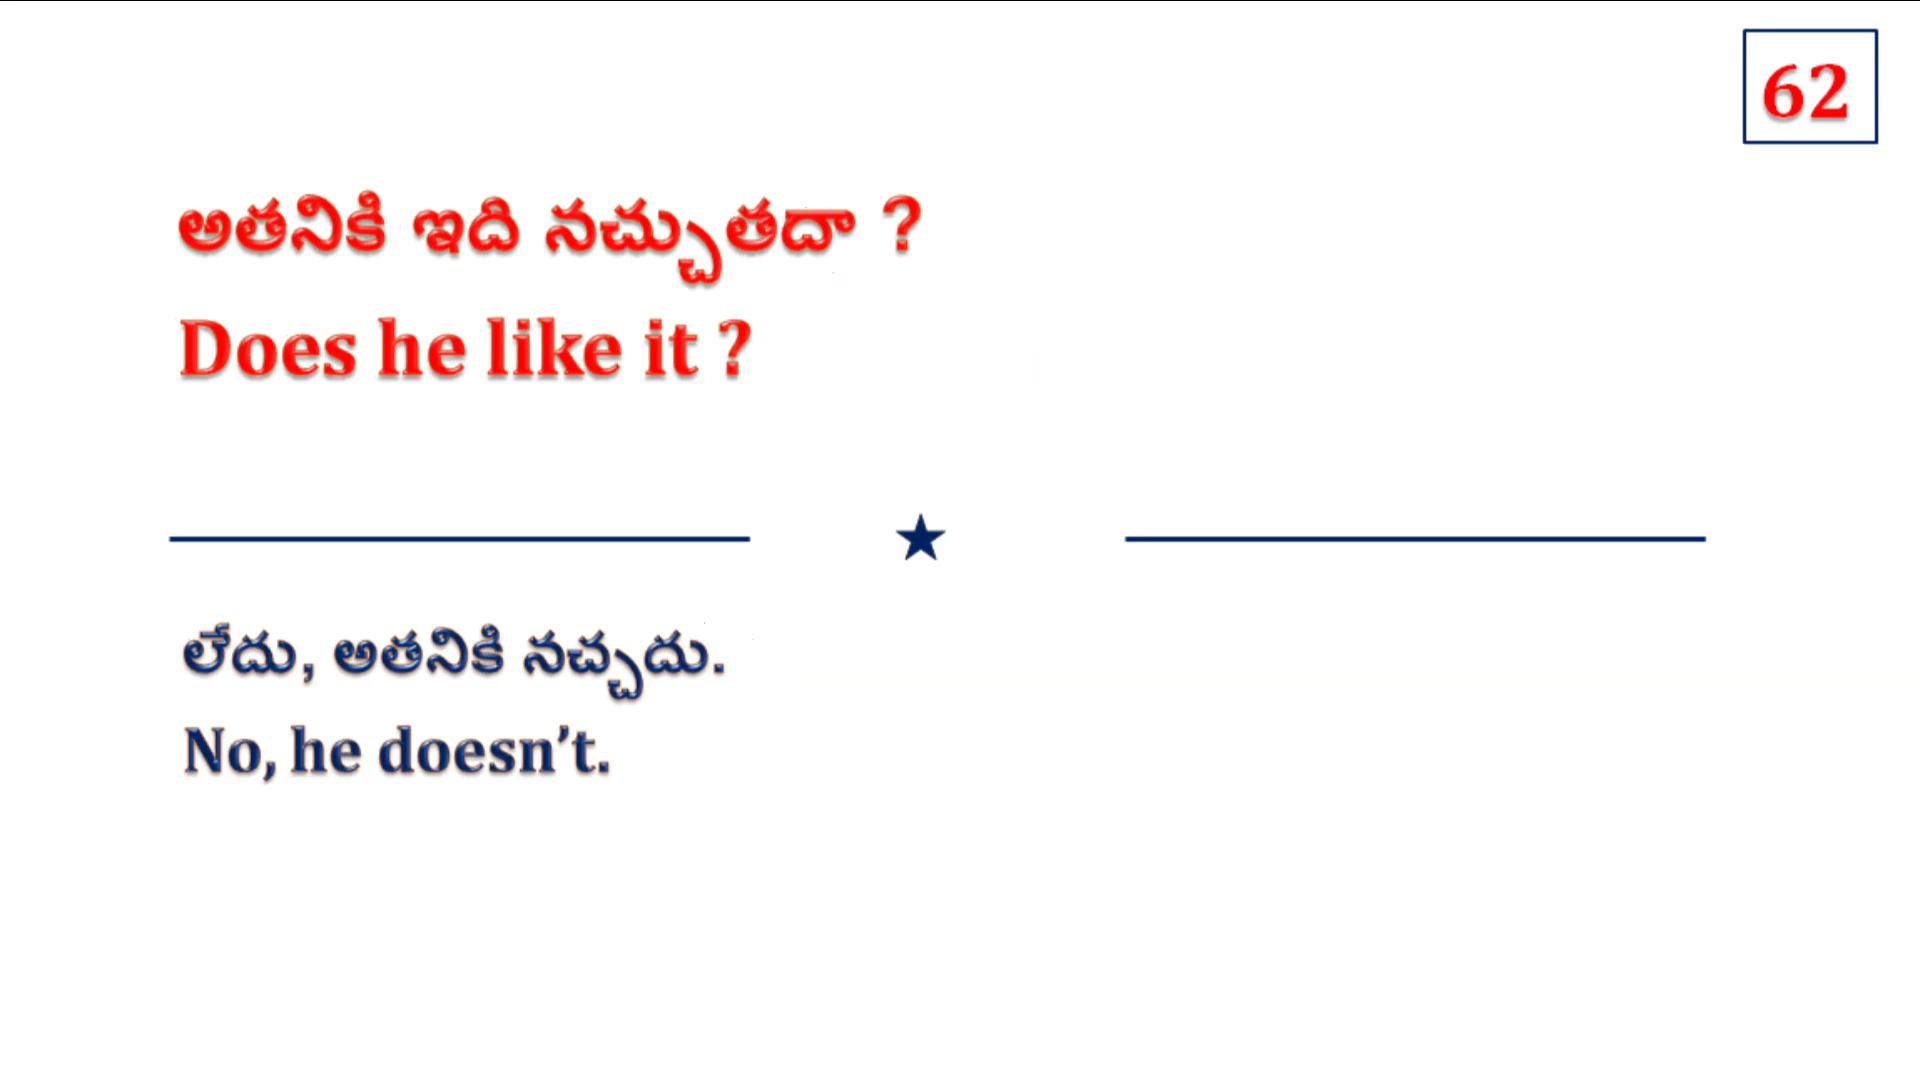 62
అతనికి ఇది నచ్చుతదా ?
Does he like it ?
లేదు, అతనికి నచ్చదు.
No, he doesn’t.